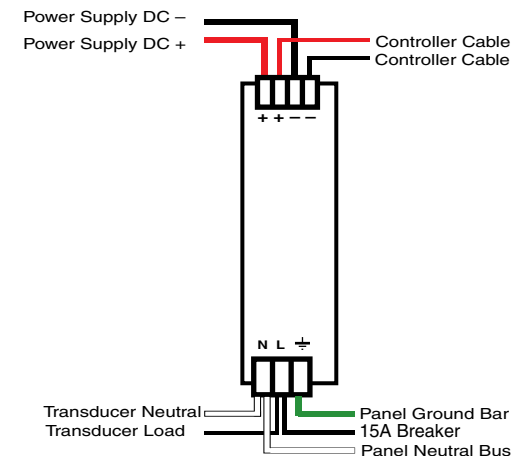 Power Supply DC –
Power Supply DC +
Controller Cable
Controller Cable
+ + – –
N L ⏚
Transducer Neutral
Transducer Load
Panel Ground Bar
15A Breaker
Panel Neutral Bus